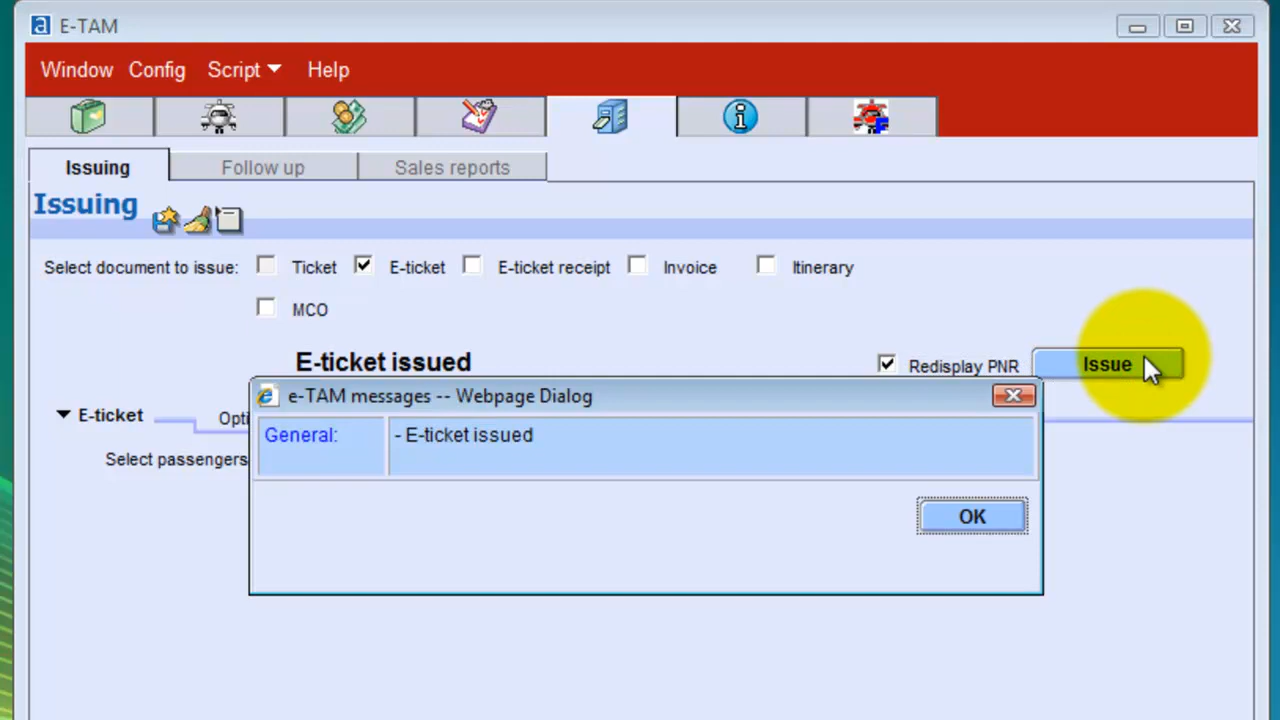 a E-TAM
Window Config Script Help
Issuing Follow up Sales reports
Issuing
Select document to issue: Ticket E-ticket E-ticket receipt Invoice Itinerary
MCO
E-ticket issued Redisplay PNR Issue
e-TAM messages -- Webpage Dialog
E-ticket Opti
General: - E-ticket issued
Select passengers
OK